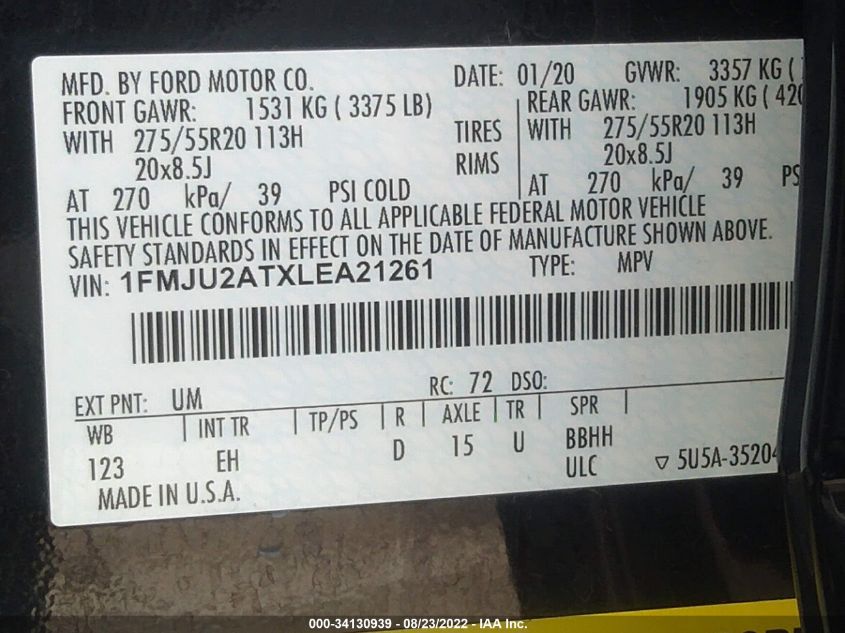 MFD. BY FORD MOTOR CO. DATE: 01/20 GVWR: 3357 KG (
FRONT GAWR: 1531 KG ( 3375 LB) REAR GAWR: 1905 KG ( 420
WITH 275/55R20 113H TIRES WITH 275/55R20 113H
20x8.5J RIMS 20x8.5J
AT 270 kPa/ 39 PSI COLD AT 270 kPa/ 39 PS
THIS VEHICLE CONFORMS TO ALL APPLICABLE FEDERAL MOTOR VEHICLE
SAFETY STANDARDS IN EFFECT ON THE DATE OF MANUFACTURE SHOWN ABOVE.
VIN: 1FMJU2ATXLEA21261 TYPE: MPV
EXT PNT: UM RC: 72 DSO:
WB INT TR TP/PS R AXLE TR SPR
123 EH D 15 U BBHH
ULC ▽ 5U5A-35204
MADE IN U.S.A.
000-34130939 - 08/23/2022 - IAA Inc.